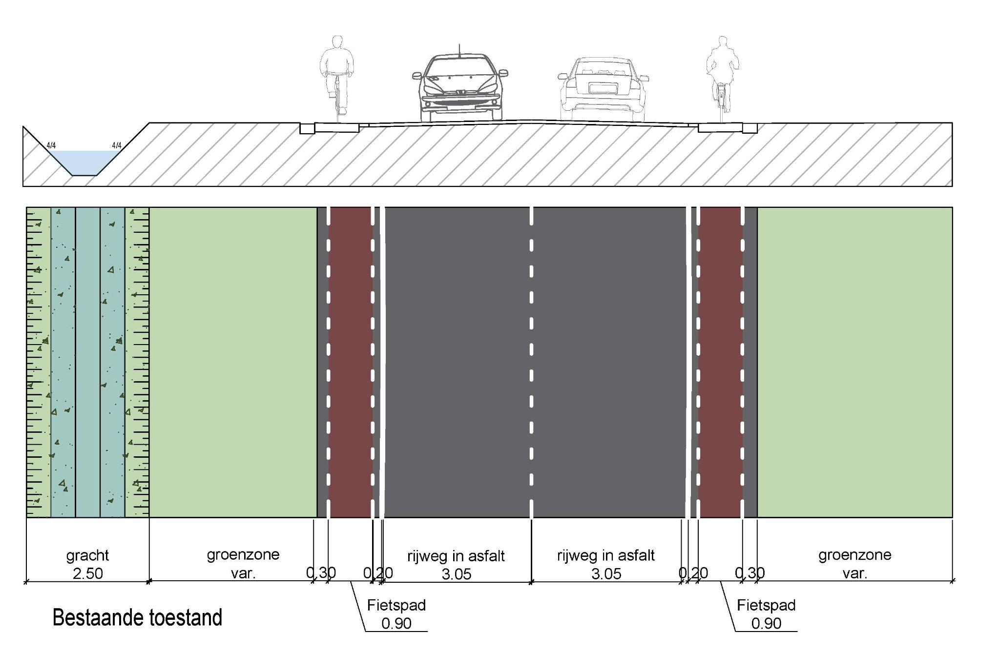 4/4 4/4
gracht
2.50
groenzone
var.
0.30
0.20
rijweg in asfalt
3.05
rijweg in asfalt
3.05
0.20
0.30
groenzone
var.
Fietspad
0.90
Fietspad
0.90
Bestaande toestand